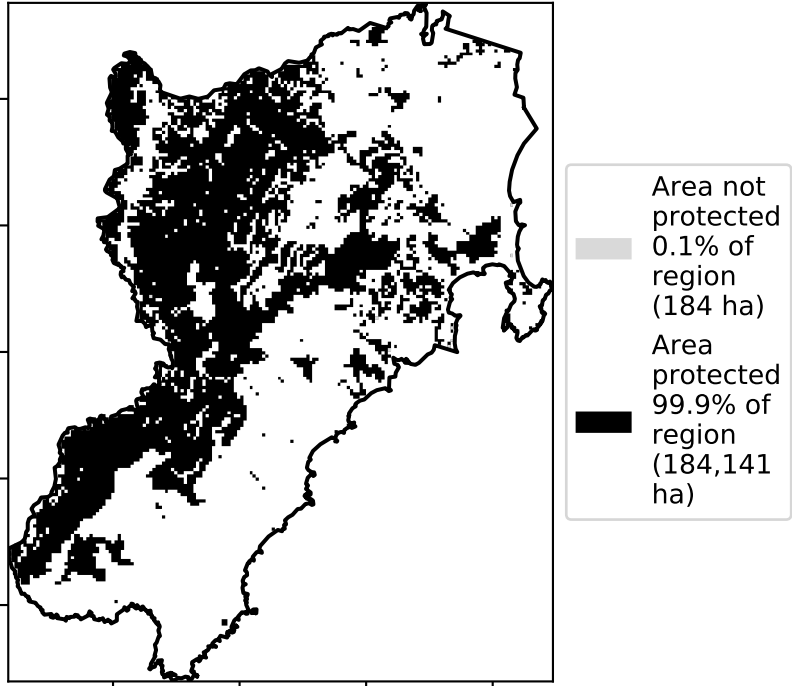 Area not
protected
0.1% of
region
(184 ha)
Area
protected
99.9% of
region
(184,141
ha)